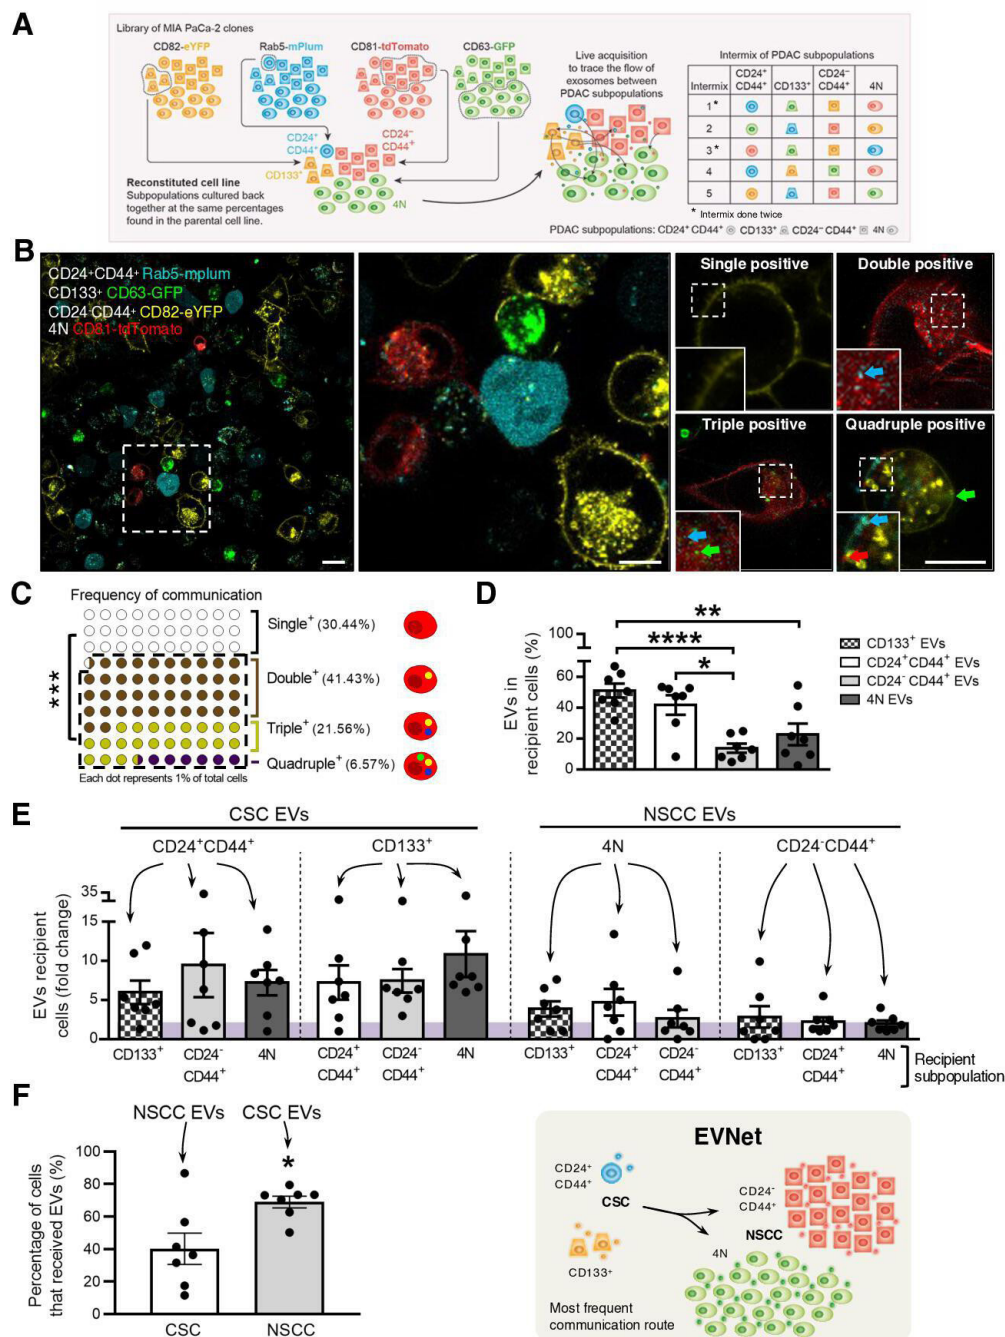 A
Library of MIA PaCa-2 clones
CD82-eYFP
Rab5-mPlum
CD81-tdTomato
CD63-GFP
CD24+
CD44+
CD24−
CD44+
CD133+
4N
Reconstituted cell line
Subpopulations cultured back
together at the same percentages
found in the parental cell line.
Live acquisition
to trace the flow of
exosomes between
PDAC subpopulations
Intermix of PDAC subpopulations
Intermix CD24+ CD44+ CD133+ CD24− CD44+ 4N
1*
2
3*
4
5
* Intermix done twice
PDAC subpopulations: CD24+ CD44+ CD133+ CD24− CD44+ 4N
B
CD24+CD44+ Rab5-mplum
CD133+ CD63-GFP
CD24-CD44+ CD82-eYFP
4N CD81-tdTomato
Single positive
Double positive
Triple positive
Quadruple positive
C
Frequency of communication
***
Single+ (30.44%)
Double+ (41.43%)
Triple+ (21.56%)
Quadruple+ (6.57%)
Each dot represents 1% of total cells
D
EVs in
recipient cells (%)
100
60
40
20
0
**
****
*
CD133+ EVs
CD24+CD44+ EVs
CD24- CD44+ EVs
4N EVs
E
CSC EVs
NSCC EVs
CD24+CD44+
CD133+
4N
CD24-CD44+
EVs recipient
cells (fold change)
35
15
10
5
0
CD133+ CD24- CD44+ 4N
CD24+ CD44+ CD24- CD44+ 4N
CD133+ CD24+ CD44+ CD24- CD44+
CD133+ CD24+ CD44+ 4N
Recipient
subpopulation
F
NSCC EVs
CSC EVs
Percentage of cells
that received EVs (%)
100
80
60
40
20
0
*
CSC
NSCC
EVNet
CD24+
CD44+
CSC
CD133+
CD24-
CD44+
NSCC
4N
Most frequent
communication route